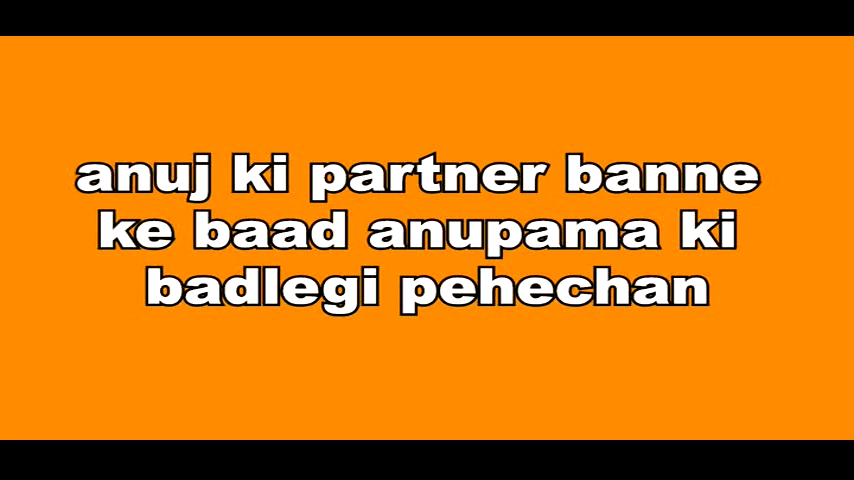 anuj ki partner banne
ke baad anupama ki
badlegi pehechan